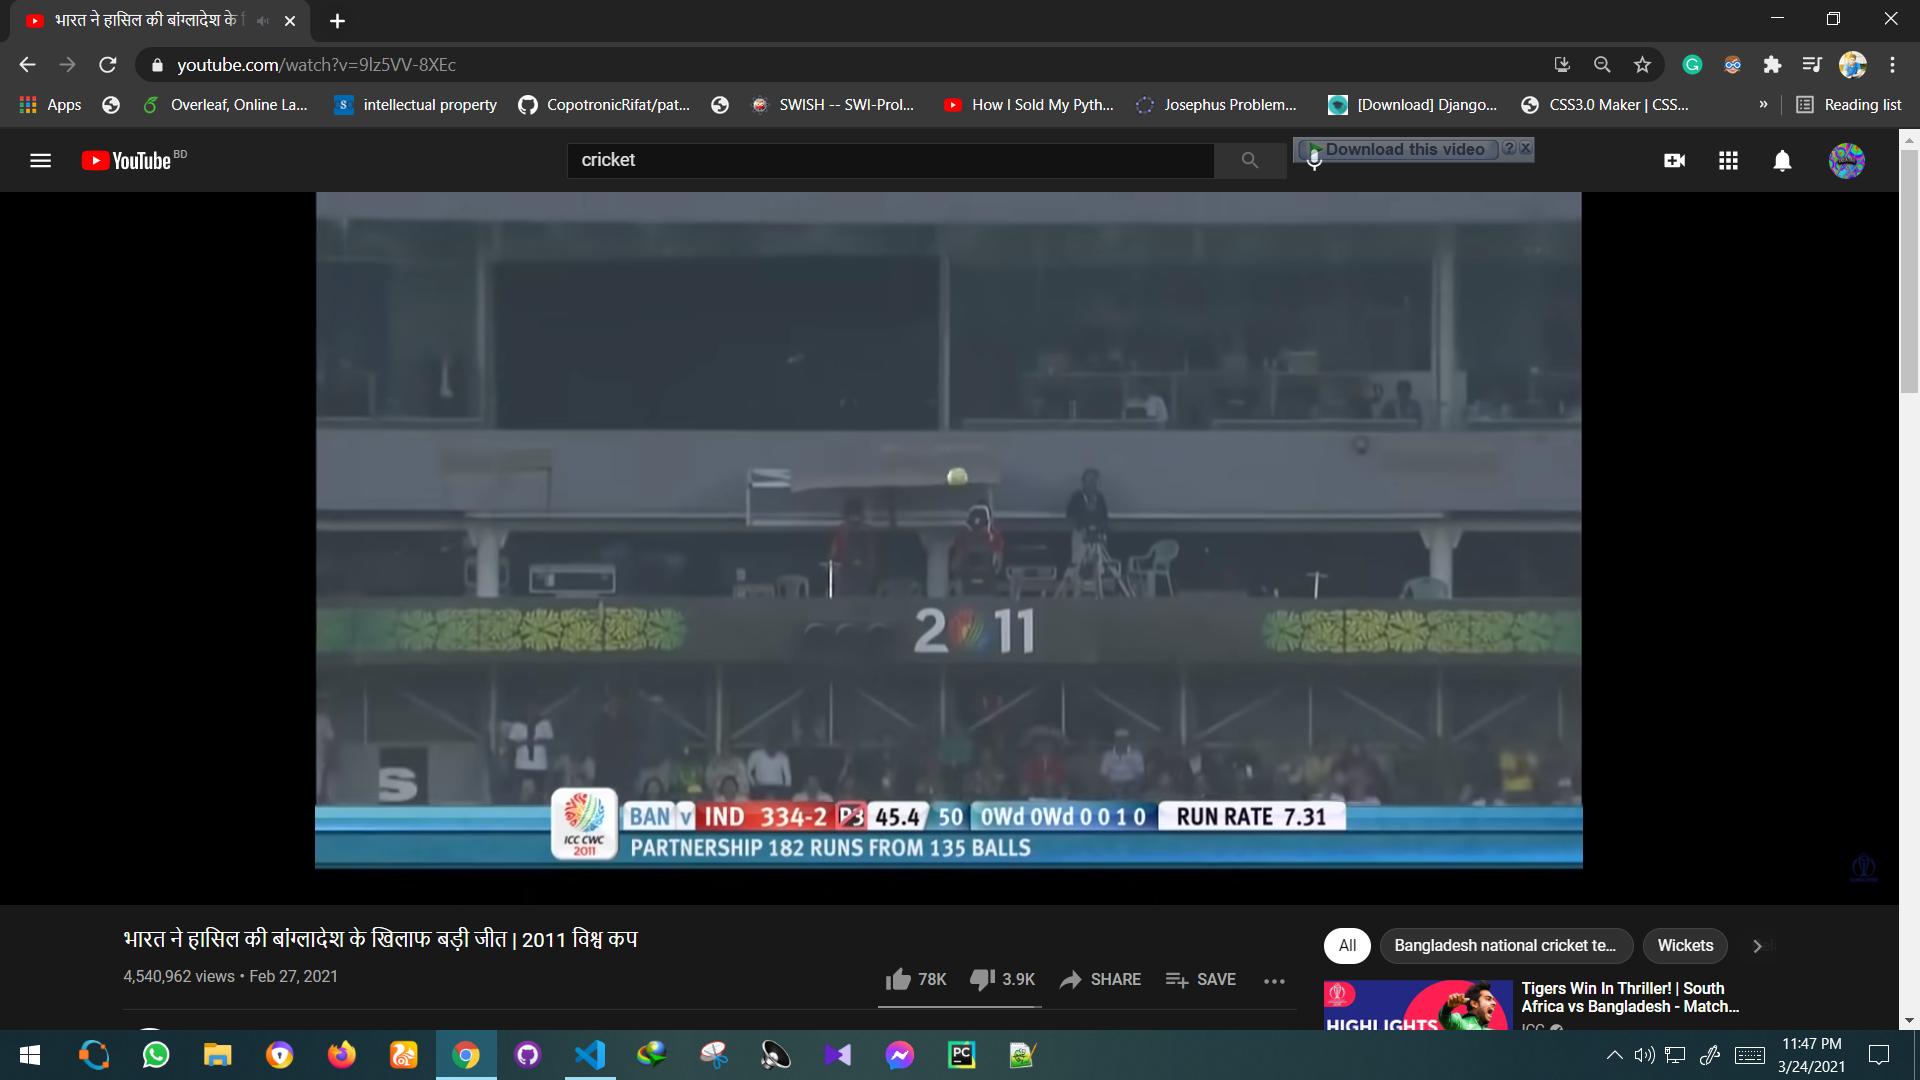 भारत ने हासिल की बांग्लादेश के
youtube.com/watch?v=9lz5VV-8XEc
Apps Overleaf, Online La... intellectual property CopotronicRifat/pat... SWISH -- SWI-Prol... How I Sold My Pyth... Josephus Problem... [Download] Django... CSS3.0 Maker | CSS... » Reading list
YouTube BD cricket Download this video ? X
2011
S
BAN v IND 334-2 P3 45.4 50 0Wd 0Wd 0 0 1 0 RUN RATE 7.31
ICC CWC 2011 PARTNERSHIP 182 RUNS FROM 135 BALLS
भारत ने हासिल की बांग्लादेश के खिलाफ बड़ी जीत | 2011 विश्व कप
4,540,962 views • Feb 27, 2021
78K 3.9K SHARE SAVE
All Bangladesh national cricket te... Wickets
Tigers Win In Thriller! | South
Africa vs Bangladesh - Match...
HIGHLIGHTS
ICC
PC
11:47 PM
3/24/2021